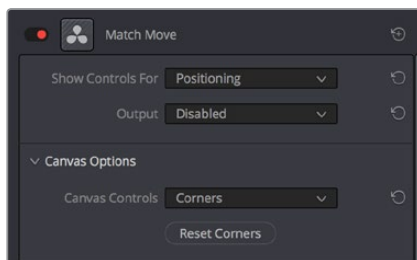 Match Move
Show Controls For Positioning
Output Disabled
Canvas Options
Canvas Controls Corners
Reset Corners